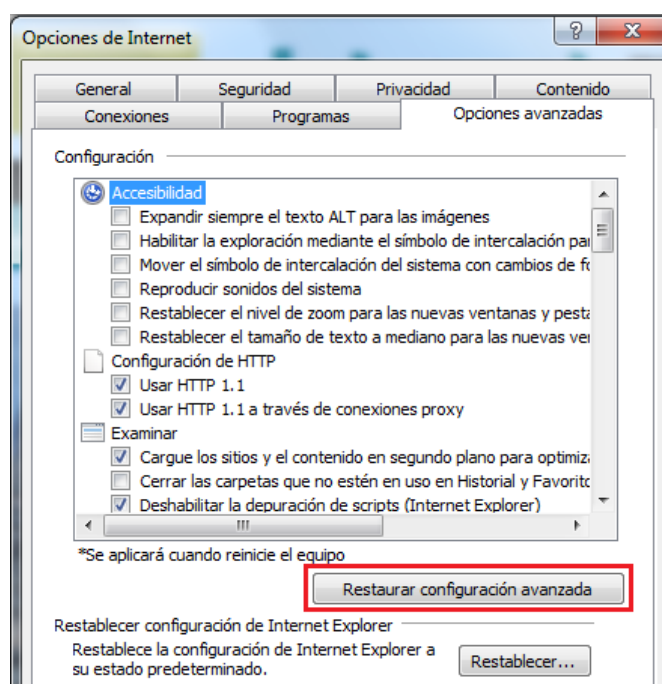 Opciones de Internet
General Seguridad Privacidad Contenido
Conexiones Programas Opciones avanzadas
Configuración
Accesibilidad
Expandir siempre el texto ALT para las imágenes
Habilitar la exploración mediante el símbolo de intercalación
Mover el símbolo de intercalación del sistema con cambios de
Reproducir sonidos del sistema
Restablecer el nivel de zoom para las nuevas ventanas y
Restablecer el tamaño de texto a mediano para las nuevas
Configuración de HTTP
Usar HTTP 1.1
Usar HTTP 1.1 a través de conexiones proxy
Examinar
Cargue los sitios y el contenido en segundo plano para
Cerrar las carpetas que no estén en uso en Historial y
Deshabilitar la depuración de scripts (Internet Explorer)
*Se aplicará cuando reinicie el equipo
Restaurar configuración avanzada
Restablecer configuración de Internet Explorer
Restablece la configuración de Internet Explorer a
su estado predeterminado.
Restablecer...